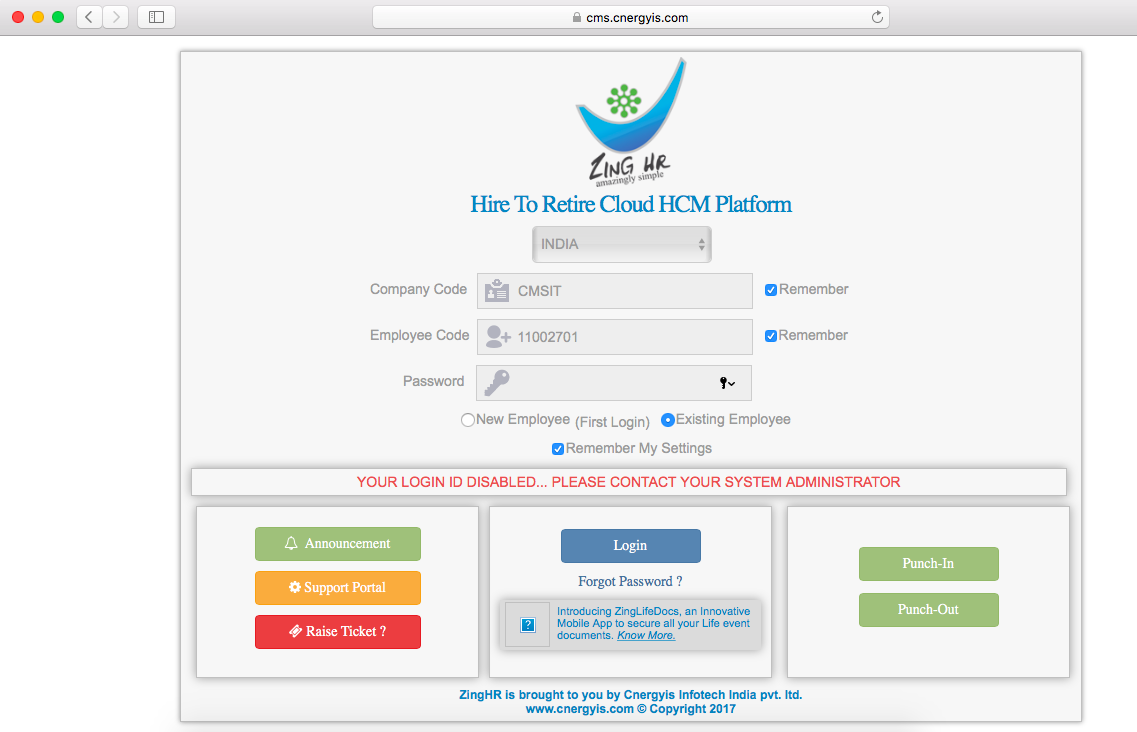 cms.cnergyis.com
ZING HR
amazingly simple
Hire To Retire Cloud HCM Platform
INDIA
Company Code CMSIT Remember
Employee Code 11002701 Remember
Password
New Employee (First Login) Existing Employee
Remember My Settings
YOUR LOGIN ID DISABLED... PLEASE CONTACT YOUR SYSTEM ADMINISTRATOR
Announcement
Support Portal
Raise Ticket ?
Login
Forgot Password ?
?
Introducing ZingLifeDocs, an Innovative
Mobile App to secure all your Life event
documents. Know More.
Punch-In
Punch-Out
ZingHR is brought to you by Cnergyis Infotech India pvt. ltd.
www.cnergyis.com © Copyright 2017